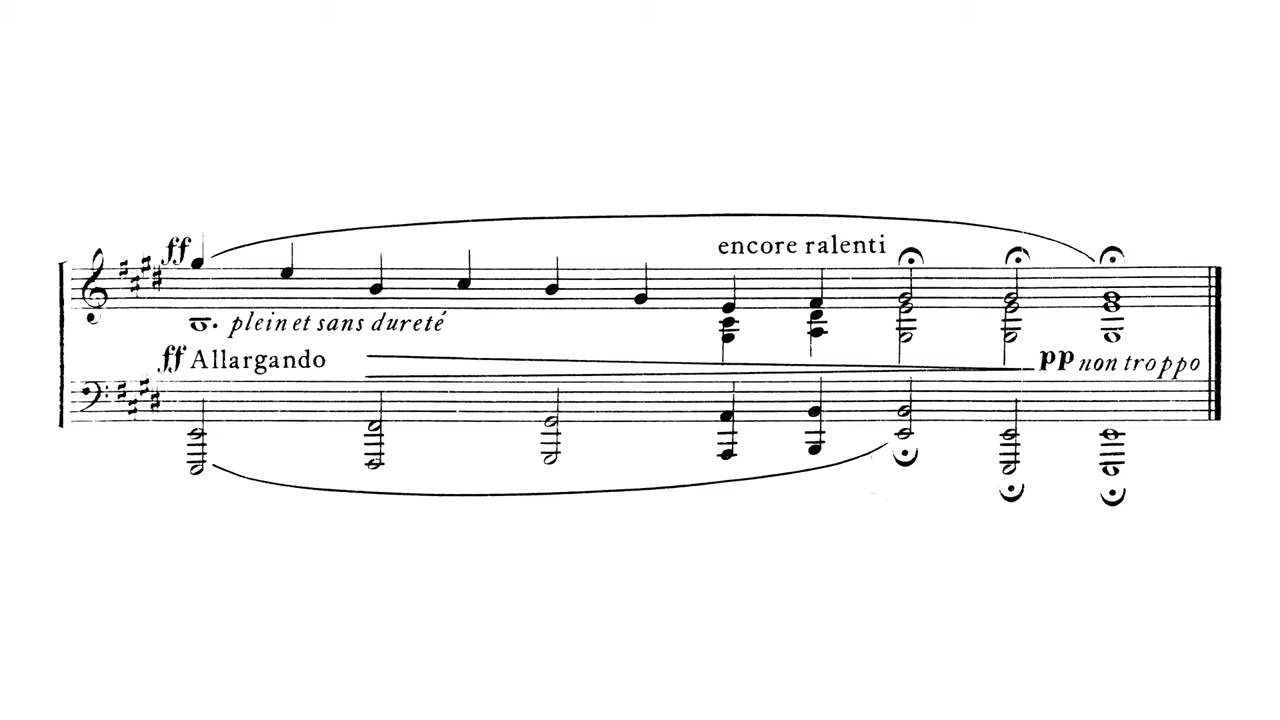 ff
encore ralenti
plein et sans dureté
ff Allargando
pp non troppo